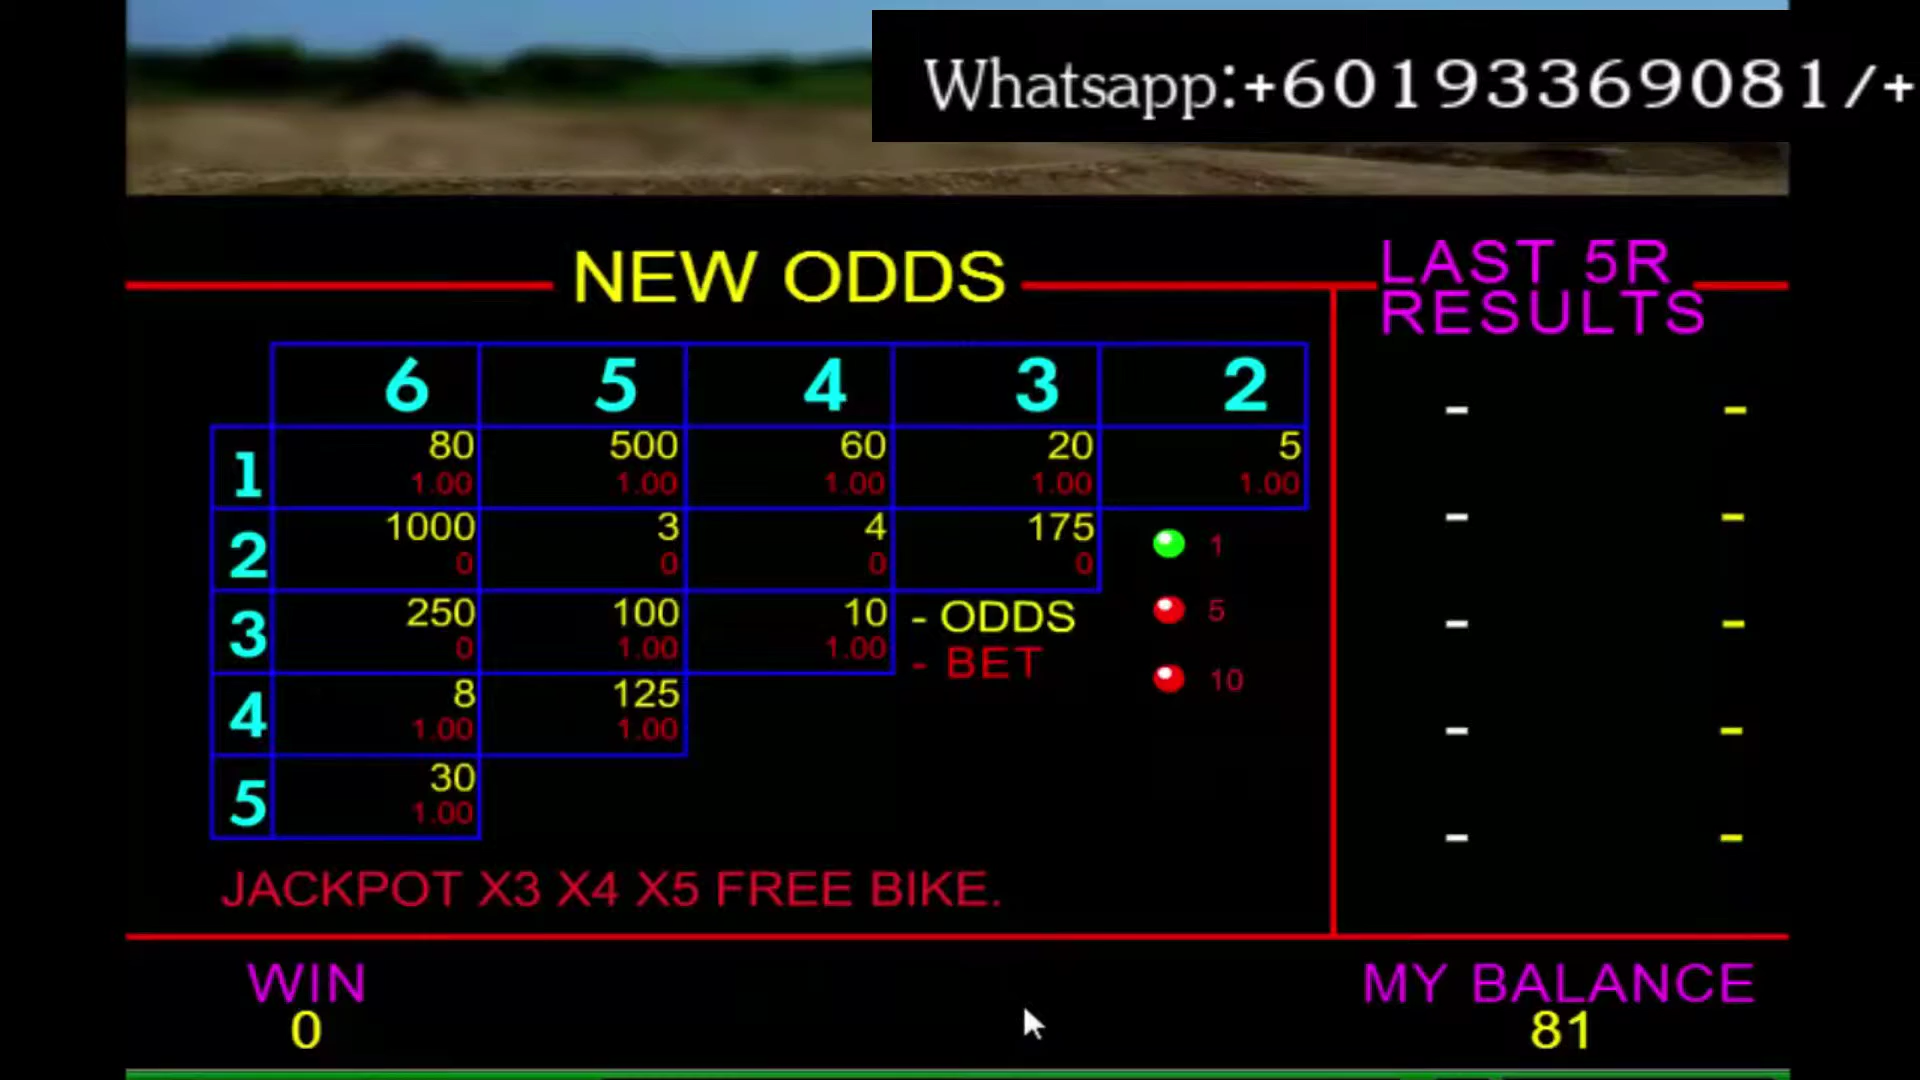 Whatsapp:+60193369081/+
NEW ODDS
LAST 5R
RESULTS
6 5 4 3 2
1 80 500 60 20 5
1.00 1.00 1.00 1.00 1.00
2 1000 3 4 175
0 0 0 0
1
3 250 100 10 - ODDS
0 1.00 1.00 - BET
5
4 8 125
1.00 1.00
10
5 30
1.00
- -
- -
- -
- -
- -
JACKPOT X3 X4 X5 FREE BIKE.
WIN
0
MY BALANCE
81